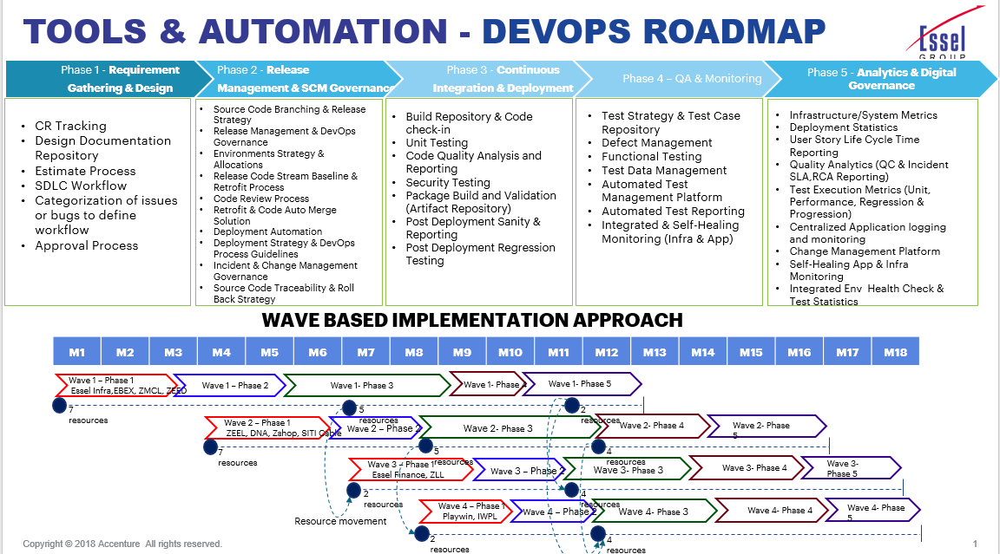 TOOLS & AUTOMATION - DEVOPS ROADMAP
Essel
GROUP
Phase 1 - Requirement
Gathering & Design
Phase 2 - Release
Management & SCM Governance
Phase 3 - Continuous
Integration & Deployment
Phase 4 – QA & Monitoring
Phase 5 - Analytics & Digital
Governance
• CR Tracking
• Design Documentation
Repository
• Estimate Process
• SDLC Workflow
• Categorization of issues
or bugs to define
workflow
• Approval Process
• Source Code Branching & Release
Strategy
• Release Management & DevOps
Governance
• Environments Strategy &
Allocations
• Release Code Stream Baseline &
Retrofit Process
• Code Review Process
• Retrofit & Code Auto Merge
Solution
• Deployment Automation
• Deployment Strategy & DevOps
Process Guidelines
• Incident & Change Management
Governance
• Source Code Traceability & Roll
Back Strategy
• Build Repository & Code
check-in
• Unit Testing
• Code Quality Analysis and
Reporting
• Security Testing
• Package Build and Validation
(Artifact Repository)
• Post Deployment Sanity &
Reporting
• Post Deployment Regression
Testing
• Test Strategy & Test Case
Repository
• Defect Management
• Functional Testing
• Test Data Management
• Automated Test
Management Platform
• Automated Test Reporting
• Integrated & Self-Healing
Monitoring (Infra & App)
• Infrastructure/System Metrics
• Deployment Statistics
• User Story Life Cycle Time
Reporting
• Quality Analytics (QC & Incident
SLA,RCA Reporting)
• Test Execution Metrics (Unit,
Performance, Regression &
Progression)
• Centralized Application logging
and monitoring
• Change Management Platform
• Self-Healing App & Infra
Monitoring
• Integrated Env Health Check &
Test Statistics
WAVE BASED IMPLEMENTATION APPROACH
M1 M2 M3 M4 M5 M6 M7 M8 M9 M10 M11 M12 M13 M14 M15 M16 M17 M18
Wave 1 – Phase 1
Essel Infra,EBEX, ZMCL, ZEED
Wave 1 – Phase 2
Wave 1- Phase 3
Wave 1- Phase 4
Wave 1- Phase 5
7
resources
5
resources
2
resources
Wave 2 – Phase 1
ZEEL, DNA, Zshop, SITI Cable
Wave 2 – Phase 2
Wave 2- Phase 3
Wave 2- Phase 4
Wave 2- Phase
5
7
resources
5
resources
4
resources
Wave 3 – Phase 1
Essel Finance, ZLL
Wave 3 – Phase 2
Wave 3- Phase 3
Wave 3- Phase 4
Wave 3-
Phase 5
2
resources
4
resources
Wave 4 – Phase 1
Playwin, IWPL
Wave 4 – Phase 2
Wave 4- Phase 3
Wave 4- Phase 4
Wave 4- Phase
5
Resource movement
2
resources
4
resources
Copyright © 2018 Accenture All rights reserved.
1